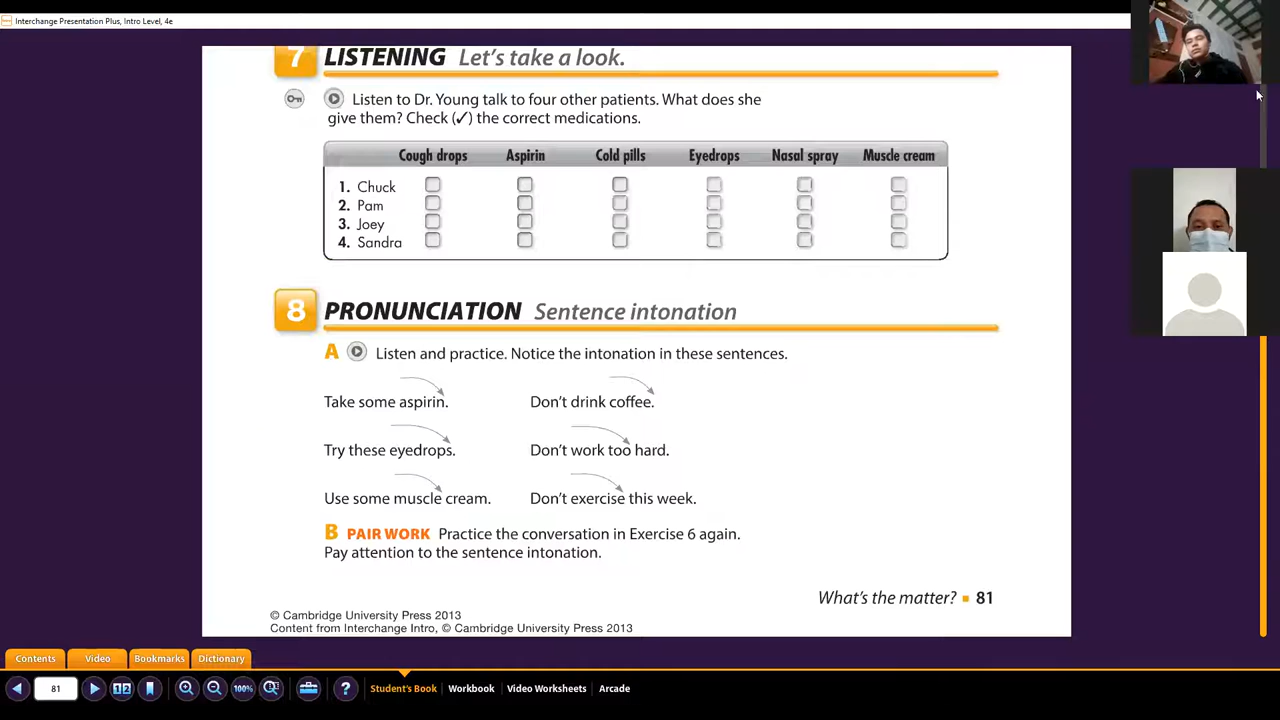 Interchange Presentation Plus, Intro Level, 4e
7 LISTENING Let's take a look.
Listen to Dr. Young talk to four other patients. What does she
give them? Check (✓) the correct medications.
Cough drops Aspirin Cold pills Eyedrops Nasal spray Muscle cream
1. Chuck
2. Pam
3. Joey
4. Sandra
8 PRONUNCIATION Sentence intonation
A Listen and practice. Notice the intonation in these sentences.
Take some aspirin. Don't drink coffee.
Try these eyedrops. Don't work too hard.
Use some muscle cream. Don't exercise this week.
B PAIR WORK Practice the conversation in Exercise 6 again.
Pay attention to the sentence intonation.
What's the matter? ▪ 81
© Cambridge University Press 2013
Content from Interchange Intro, © Cambridge University Press 2013
Contents Video Bookmarks Dictionary
81 12 100% ? Student's Book Workbook Video Worksheets Arcade